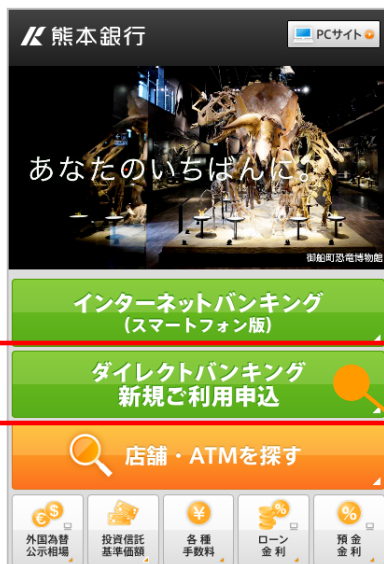 熊本銀行
PCサイト
あなたのいちばんに。
御船町恐竜博物館
インターネットバンキング
(スマートフォン版)
ダイレクトバンキング
新規ご利用申込
店舗・ATMを探す
€$
¥
%
%
外国為替
公示相場
投資信託
基準価額
各種
手数料
ローン
金利
預金
金利